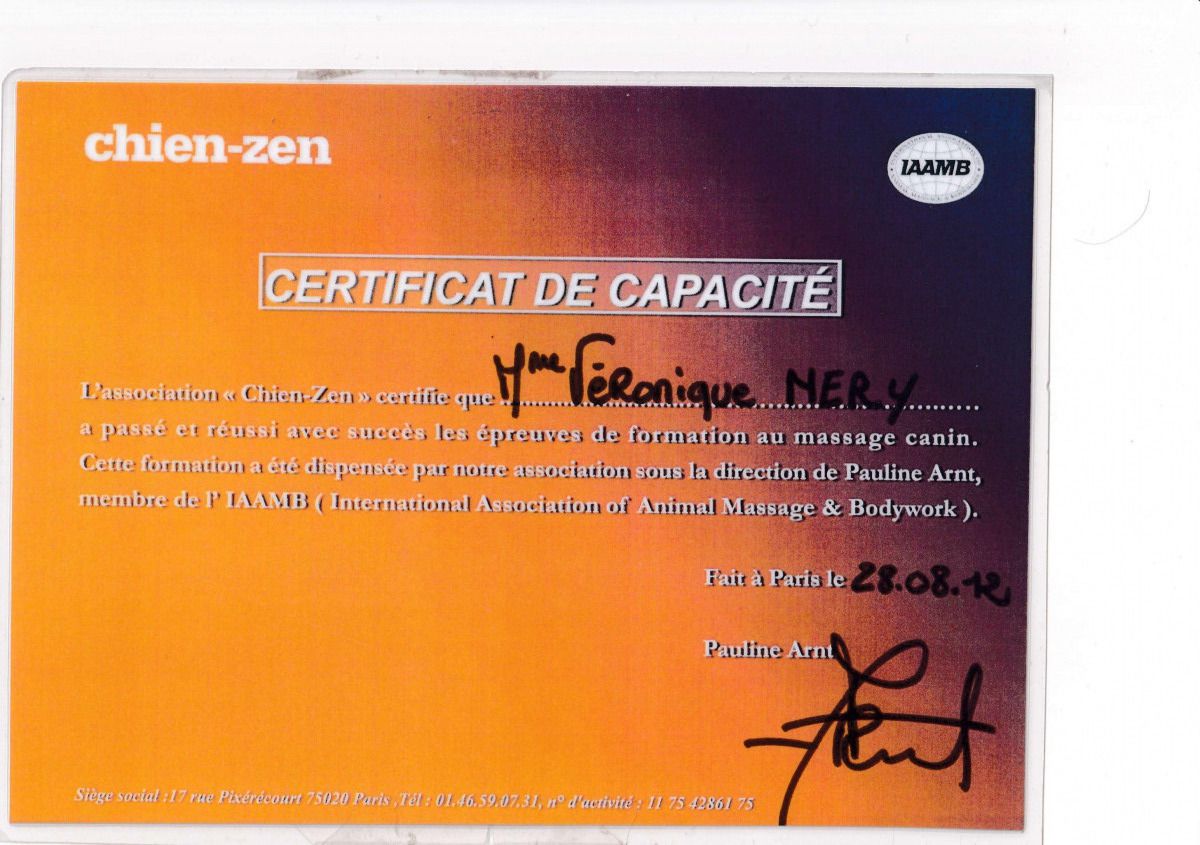 chien-zen
IAAMB
CERTIFICAT DE CAPACITÉ
L'association « Chien-Zen » certifie que Mme Véronique NERY
a passé et réussi avec succès les épreuves de formation au massage canin.
Cette formation a été dispensée par notre association sous la direction de Pauline Arnt,
membre de l' IAAMB ( International Association of Animal Massage & Bodywork ).
Fait à Paris le 28.08.12
Pauline Arnt
Arnt
Siège social :17 rue Pixérécourt 75020 Paris ,Tél : 01.46.59.07.31, n° d'activité : 11 75 42861 75